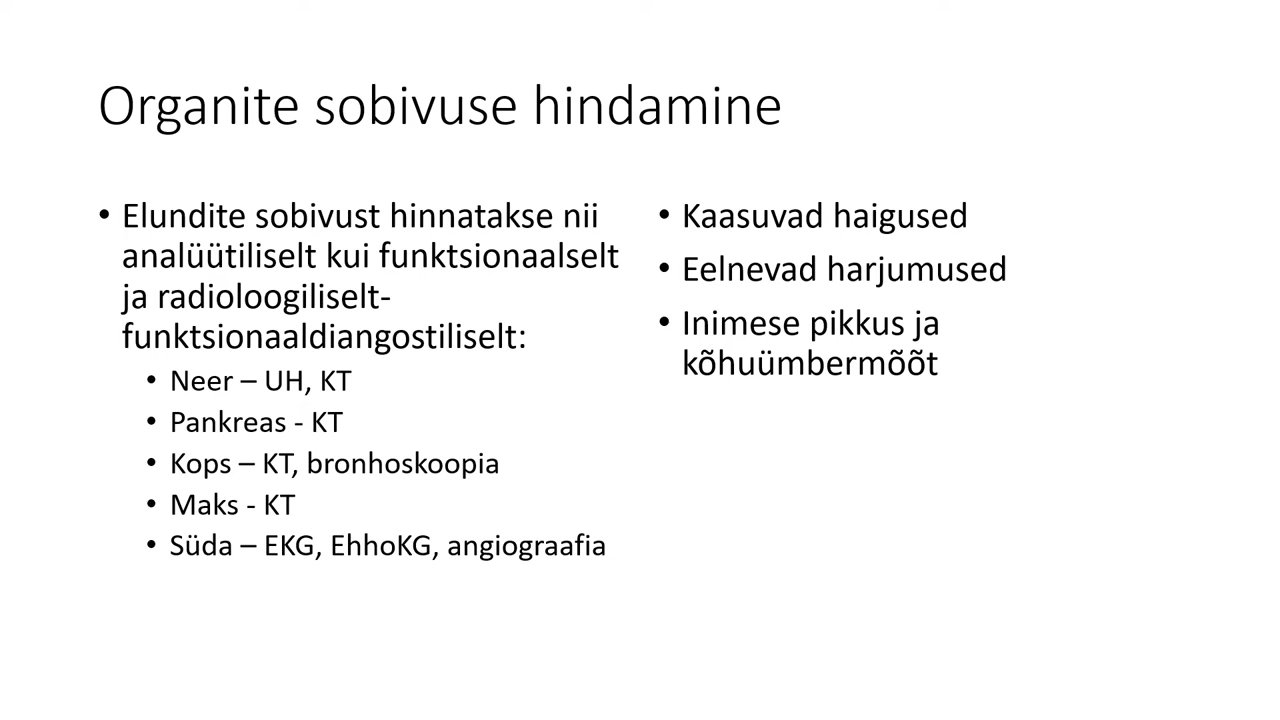 Organite sobivuse hindamine
• Elundite sobivust hinnatakse nii
analüütiliselt kui funktsionaalselt
ja radioloogiliselt-
funktsionaaldiangostiliselt:
• Neer – UH, KT
• Pankreas - KT
• Kops – KT, bronhoskoopia
• Maks - KT
• Süda – EKG, EhhoKG, angiograafia
• Kaasuvad haigused
• Eelnevad harjumused
• Inimese pikkus ja
kõhuümbermõõt